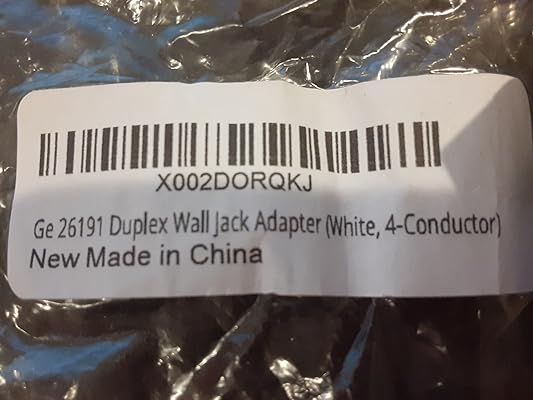 X002DORQKJ
Ge 26191 Duplex Wall Jack Adapter (White, 4-Conductor)
New Made in China